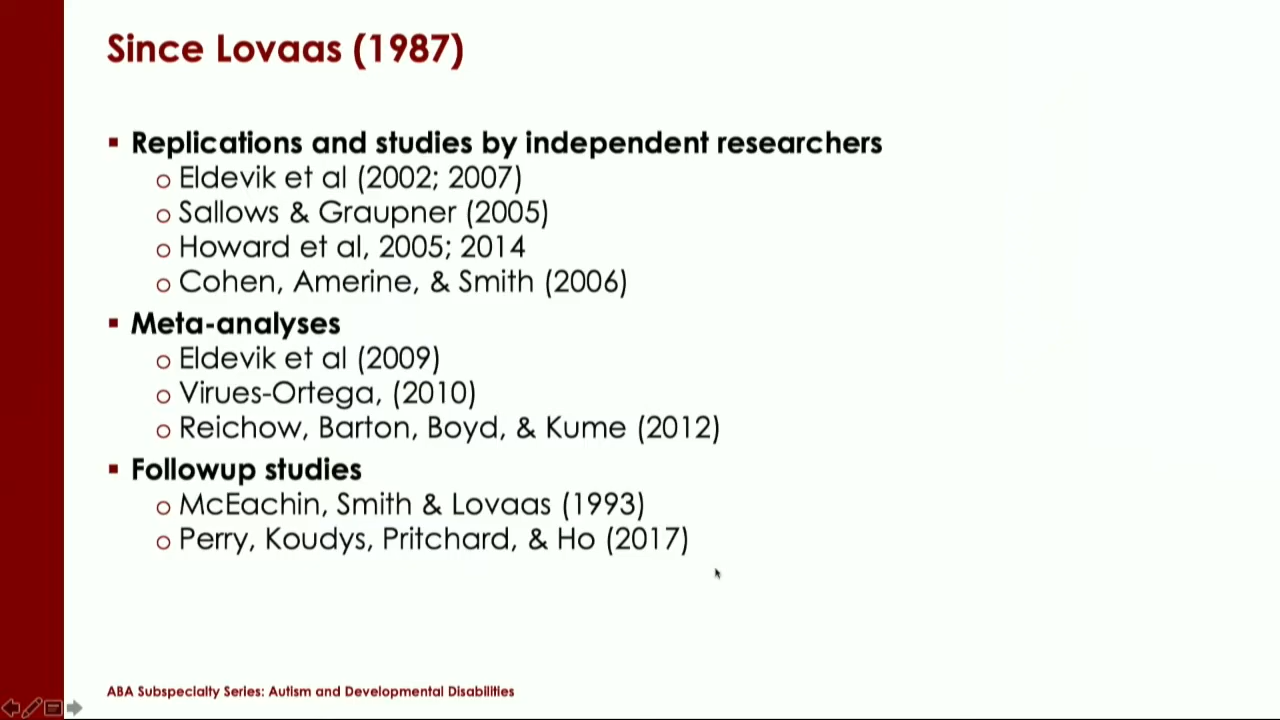 Since Lovaas (1987)
▪ Replications and studies by independent researchers
o Eldevik et al (2002; 2007)
o Sallows & Graupner (2005)
o Howard et al, 2005; 2014
o Cohen, Amerine, & Smith (2006)
▪ Meta-analyses
o Eldevik et al (2009)
o Virues-Ortega, (2010)
o Reichow, Barton, Boyd, & Kume (2012)
▪ Followup studies
o McEachin, Smith & Lovaas (1993)
o Perry, Koudys, Pritchard, & Ho (2017)
ABA Subspecialty Series: Autism and Developmental Disabilities